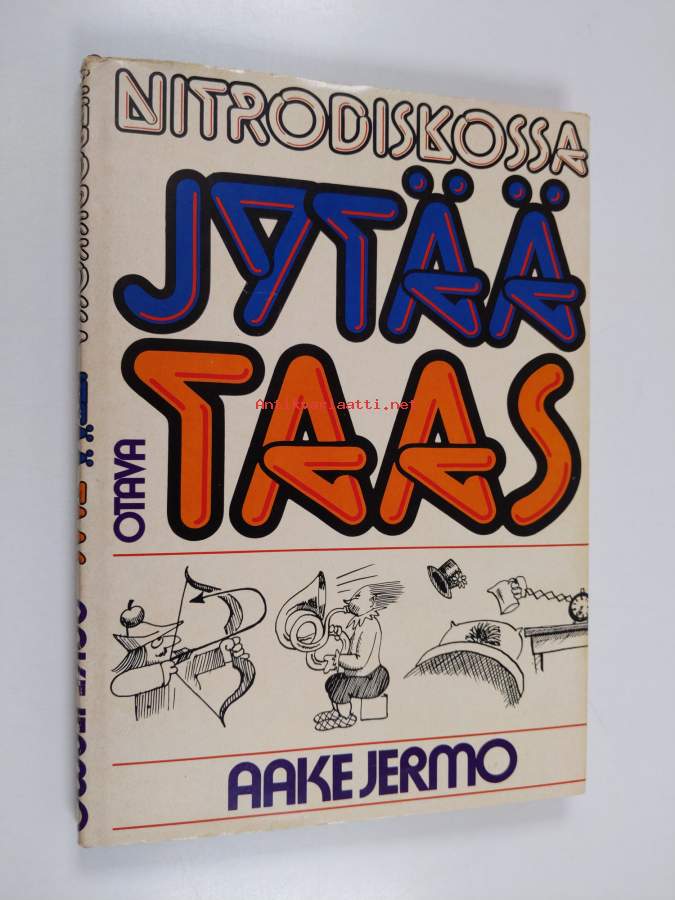 NITRODISKOSSA
JYTÄÄ
TAAS
Antikvariaatti.net
OTAVA
AAKE JERMO